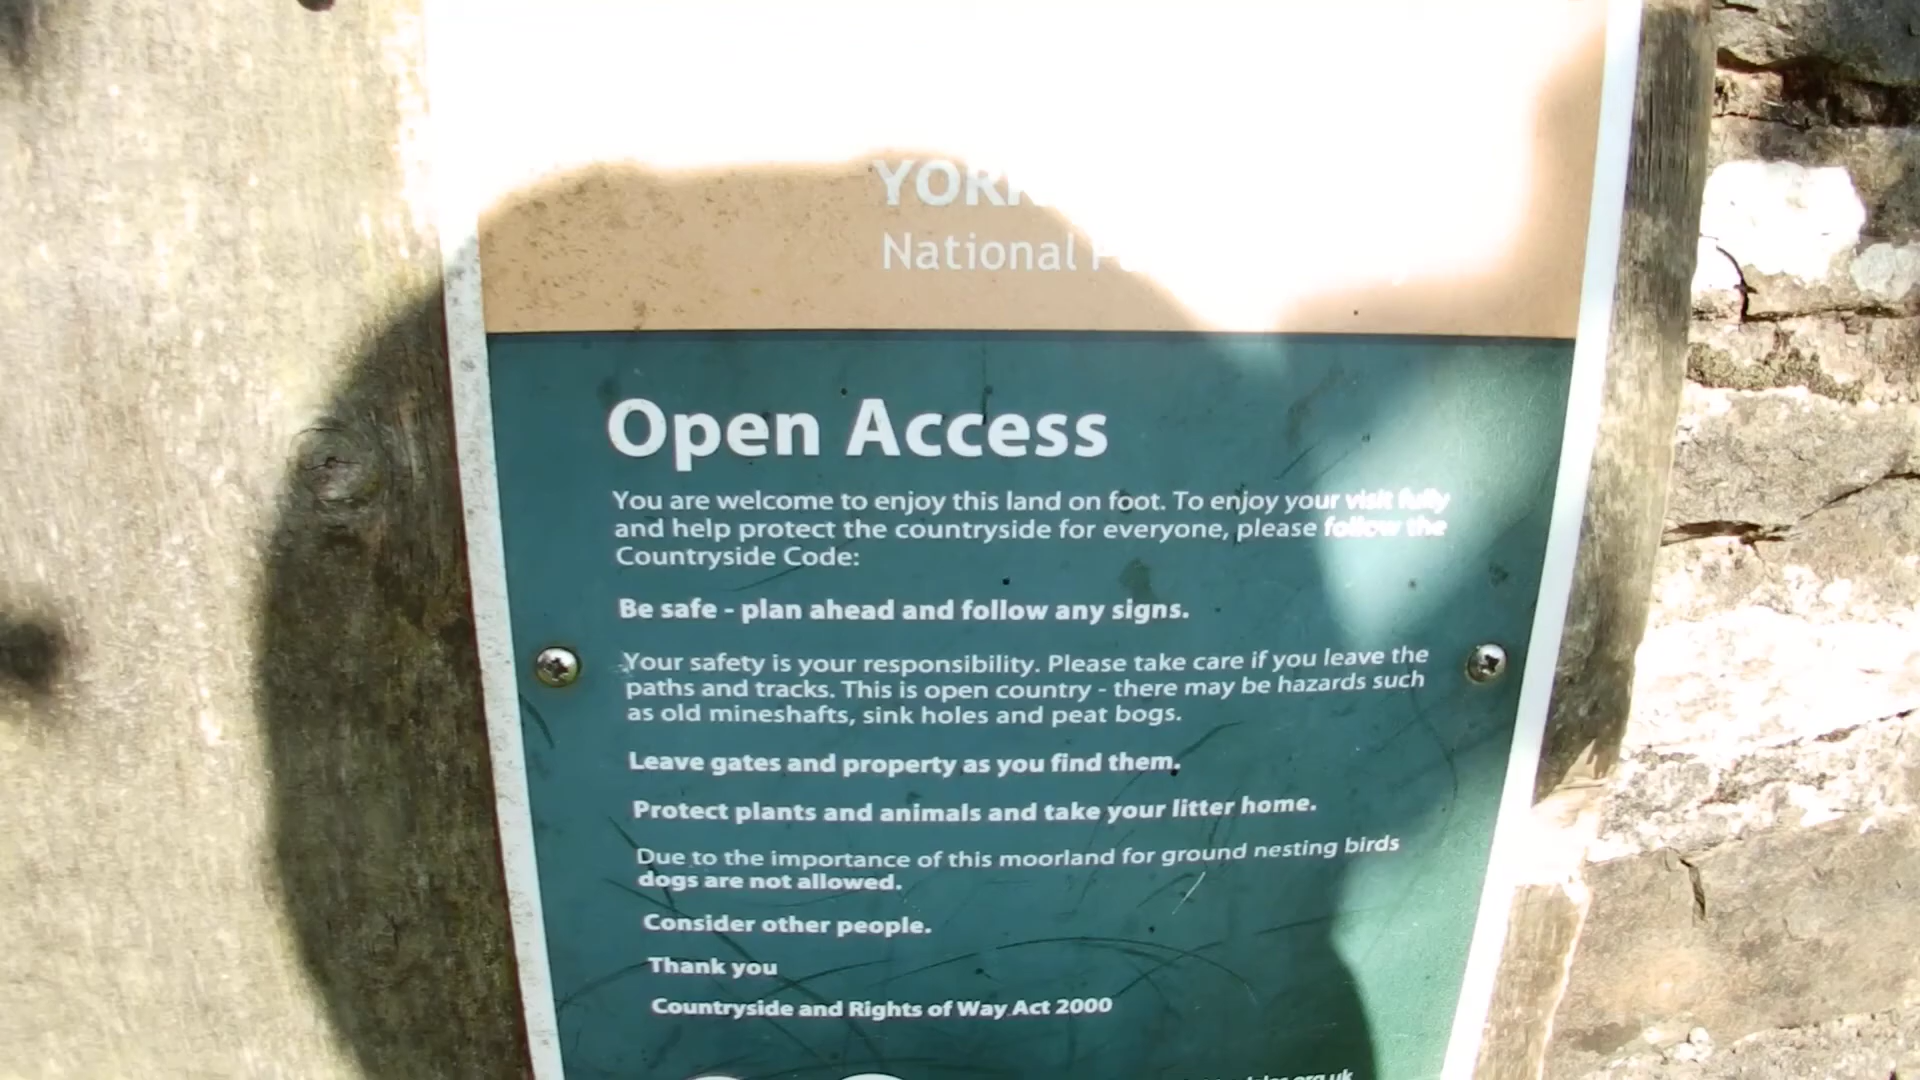 National
Open Access
You are welcome to enjoy this land on foot. To enjoy your visit fully
and help protect the countryside for everyone, please follow the
Countryside Code:
Be safe - plan ahead and follow any signs.
Your safety is your responsibility. Please take care if you leave the
paths and tracks. This is open country - there may be hazards such
as old mineshafts, sink holes and peat bogs.
Leave gates and property as you find them.
Protect plants and animals and take your litter home.
Due to the importance of this moorland for ground nesting birds
dogs are not allowed.
Consider other people.
Thank you
Countryside and Rights of Way Act 2000